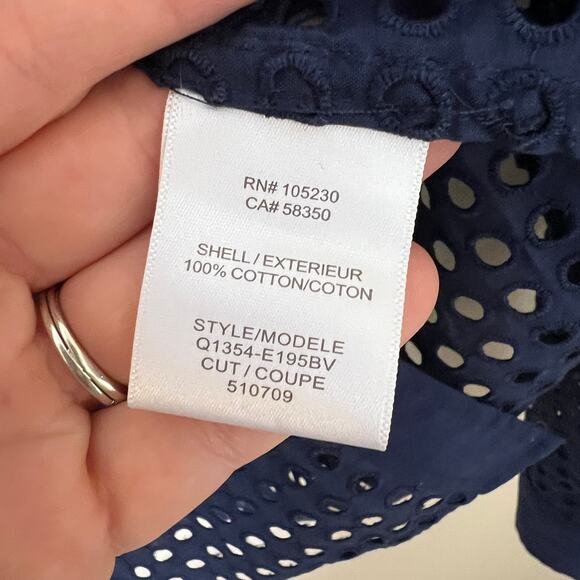 RN# 105230
CA# 58350
SHELL / EXTERIEUR
100% COTTON/COTON
STYLE/MODELE
Q1354-E195BV
CUT / COUPE
510709